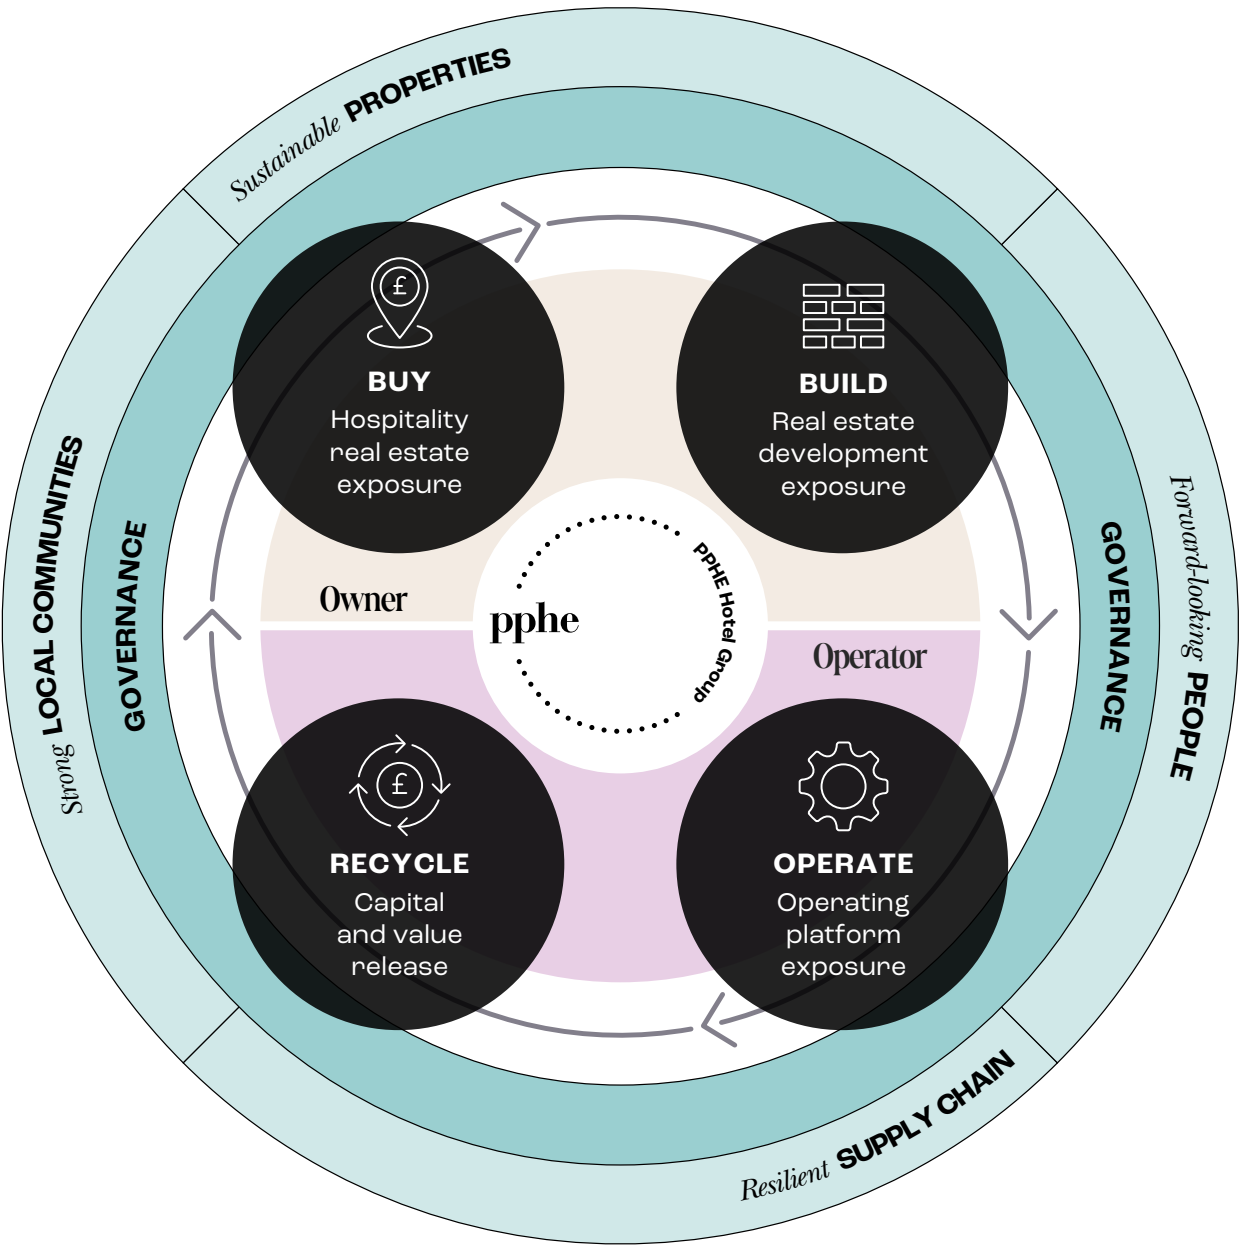 Sustainable PROPERTIES
Forward-looking PEOPLE
Resilient SUPPLY CHAIN
Strong LOCAL COMMUNITIES
GOVERNANCE
GOVERNANCE
£
BUY
Hospitality
real estate
exposure
BUILD
Real estate
development
exposure
Owner
pphe
PPHE Hotel Group
Operator
£
RECYCLE
Capital
and value
release
OPERATE
Operating
platform
exposure